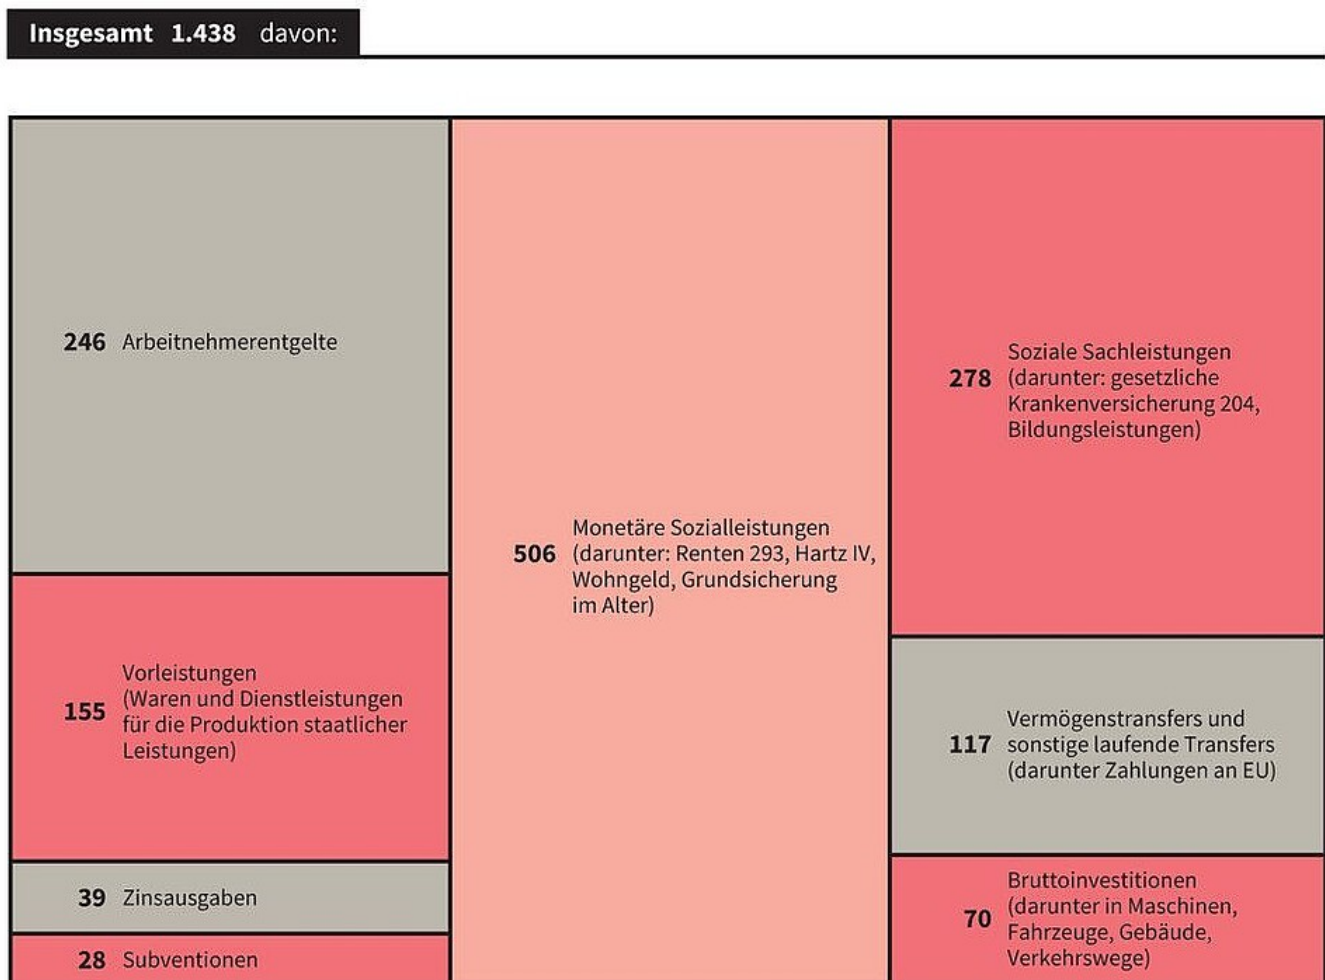 Insgesamt 1.438 davon:
246 Arbeitnehmerentgelte
Vorleistungen
(Waren und Dienstleistungen
155 für die Produktion staatlicher
Leistungen)
39 Zinsausgaben
28 Subventionen
Monetäre Sozialleistungen
506 (darunter: Renten 293, Hartz IV,
Wohngeld, Grundsicherung
im Alter)
Soziale Sachleistungen
278 (darunter: gesetzliche
Krankenversicherung 204,
Bildungsleistungen)
Vermögenstransfers und
117 sonstige laufende Transfers
(darunter Zahlungen an EU)
Bruttoinvestitionen
(darunter in Maschinen,
70 Fahrzeuge, Gebäude,
Verkehrswege)